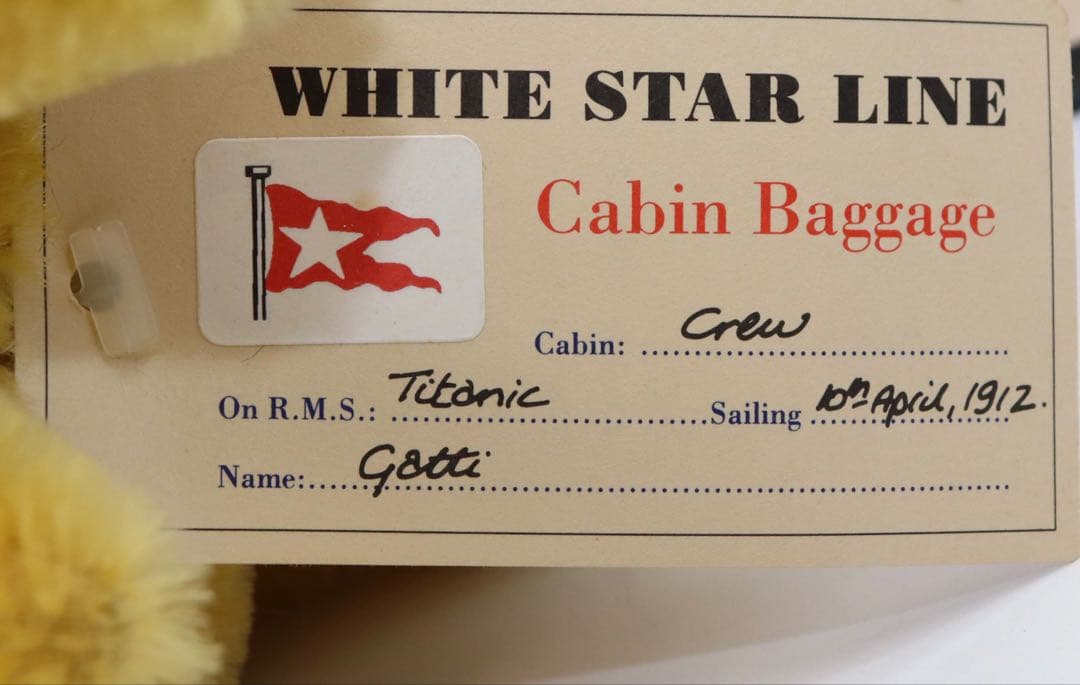 WHITE STAR LINE
Cabin Baggage
Cabin: Crew
On R.M.S.: Titanic Sailing 10th April, 1912.
Name: Gatti